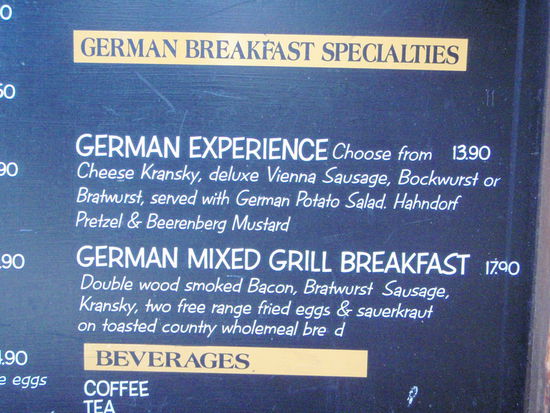 GERMAN BREAKFAST SPECIALTIES
GERMAN EXPERIENCE Choose from 13.90
Cheese Kransky, deluxe Vienna Sausage, Bockwurst or
Bratwurst, served with German Potato Salad. Hahndorf
Pretzel & Beerenberg Mustard
GERMAN MIXED GRILL BREAKFAST 17.90
Double wood smoked Bacon, Bratwurst Sausage,
Kransky, two free range fried eggs & sauerkraut
on toasted country wholemeal bre d
BEVERAGES
eggs
COFFEE
TEA